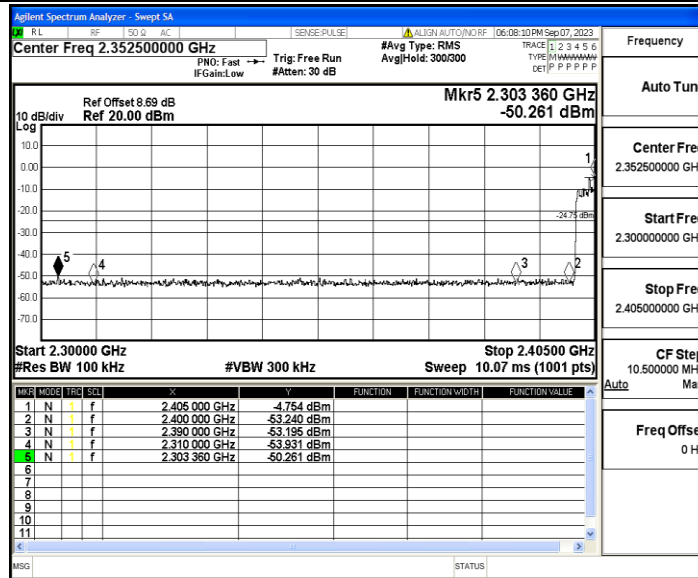 Agilent Spectrum Analyzer - Swept SA
RL RF 50 Ω AC SENSE:PULSE ALIGN AUTO/NO RF 06:08:10 PM Sep 07, 2023
Center Freq 2.352500000 GHz
#Avg Type: RMS
TRACE 1 2 3 4 5 6
PNO: Fast
Trig: Free Run
Avg|Hold: 300/300
TYPE M
IFGain:Low
#Atten: 30 dB
DET P P P P P P
Frequency
Auto Tun
Ref Offset 8.69 dB
Mkr5 2.303 360 GHz
10 dB/div Ref 20.00 dBm
-50.261 dBm
Log
10.0
0.00
-10.0
-20.0
-30.0
-40.0
-50.0
-60.0
-70.0
1
-24.75 dBm
5
4
3
2
Center Fre
2.352500000 GH
Start Fre
2.300000000 GH
Stop Fre
2.405000000 GH
Start 2.30000 GHz
Stop 2.40500 GHz
#Res BW 100 kHz
#VBW 300 kHz
Sweep 10.07 ms (1001 pts)
CF Step
10.500000 MH
Auto Ma
Freq Offse
0 H
MKR MODE TRC SCL X Y FUNCTION FUNCTION WIDTH FUNCTION VALUE
1 N 1 f 2.405 000 GHz -4.754 dBm
2 N 1 f 2.400 000 GHz -53.240 dBm
3 N 1 f 2.390 000 GHz -53.195 dBm
4 N 1 f 2.310 000 GHz -53.931 dBm
5 N 1 f 2.303 360 GHz -50.261 dBm
6
7
8
9
10
11
MSG STATUS